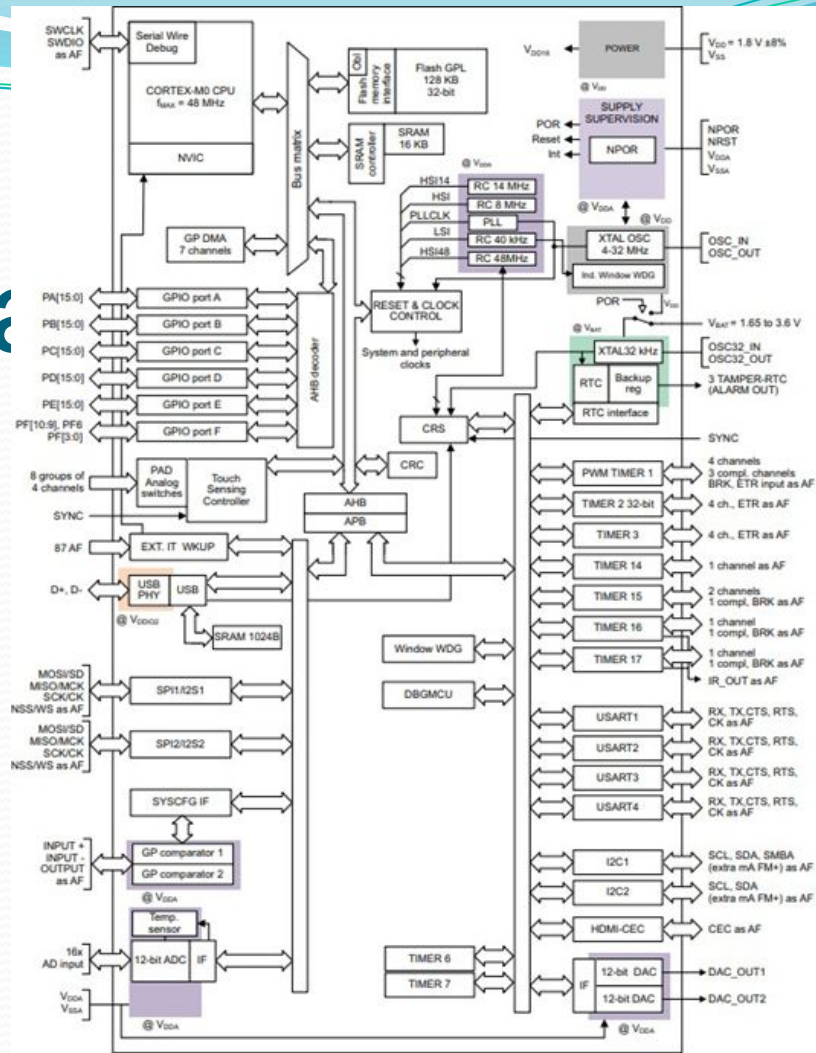 SWCLK
SWDIO
as AF
Serial Wire
Debug
CORTEX-M0 CPU
fMAX = 48 MHz
NVIC
Bus matrix
Obl
Flash
memory
interface
Flash GPL
128 KB
32-bit
SRAM
controller
SRAM
16 KB
VDD18
POWER
VDD = 1.8 V ±8%
VSS
@ VDD
SUPPLY
SUPERVISION
POR
Reset
Int
NPOR
NPOR
NRST
VDDA
VSSA
@ VDDA
HSI14
HSI
PLLCLK
LSI
HSI48
RC 14 MHz
RC 8 MHz
PLL
RC 40 kHz
RC 48MHz
@ VDDA
@ VDD
XTAL OSC
4-32 MHz
Ind. Window WDG
OSC_IN
OSC_OUT
GP DMA
7 channels
PA[15:0]
GPIO port A
PB[15:0]
GPIO port B
PC[15:0]
GPIO port C
PD[15:0]
GPIO port D
PE[15:0]
GPIO port E
PF[10:9], PF6
PF[3:0]
GPIO port F
AHB decoder
RESET & CLOCK
CONTROL
System and peripheral
clocks
POR
VDD
VBAT = 1.65 to 3.6 V
@ VBAT
XTAL32 kHz
OSC32_IN
OSC32_OUT
RTC
Backup
reg
RTC interface
3 TAMPER-RTC
(ALARM OUT)
CRS
SYNC
8 groups of
4 channels
PAD
Analog
switches
Touch
Sensing
Controller
SYNC
CRC
AHB
APB
87 AF
EXT. IT WKUP
D+, D-
USB
PHY
USB
@ VDDIO2
SRAM 1024B
MOSI/SD
MISO/MCK
SCK/CK
NSS/WS as AF
SPI1/I2S1
MOSI/SD
MISO/MCK
SCK/CK
NSS/WS as AF
SPI2/I2S2
SYSCFG IF
INPUT +
INPUT -
OUTPUT
as AF
GP comparator 1
GP comparator 2
@ VDDA
Temp.
sensor
16x
AD input
12-bit ADC
IF
VDDA
VSSA
@ VDDA
Window WDG
DBGMCU
TIMER 6
TIMER 7
PWM TIMER 1
4 channels
3 compl. channels
BRK, ETR input as AF
TIMER 2 32-bit
4 ch., ETR as AF
TIMER 3
4 ch., ETR as AF
TIMER 14
1 channel as AF
TIMER 15
2 channels
1 compl, BRK as AF
TIMER 16
1 channel
1 compl, BRK as AF
TIMER 17
1 channel
1 compl, BRK as AF
IR_OUT as AF
USART1
RX, TX,CTS, RTS,
CK as AF
USART2
RX, TX,CTS, RTS,
CK as AF
USART3
RX, TX,CTS, RTS,
CK as AF
USART4
RX, TX,CTS, RTS,
CK as AF
I2C1
SCL, SDA, SMBA
(extra mA FM+) as AF
I2C2
SCL, SDA
(extra mA FM+) as AF
HDMI-CEC
CEC as AF
IF
12-bit DAC
12-bit DAC
DAC_OUT1
DAC_OUT2
@ VDDA